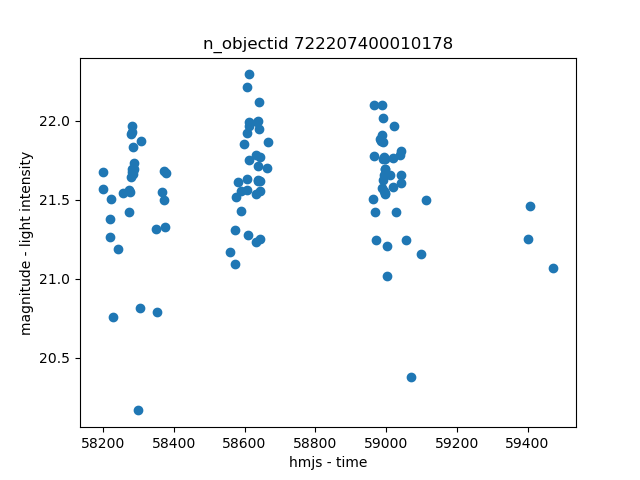 n_objectid 722207400010178
magnitude - light intensity
22.0
21.5
21.0
20.5
58200 58400 58600 58800 59000 59200 59400
hmjs - time